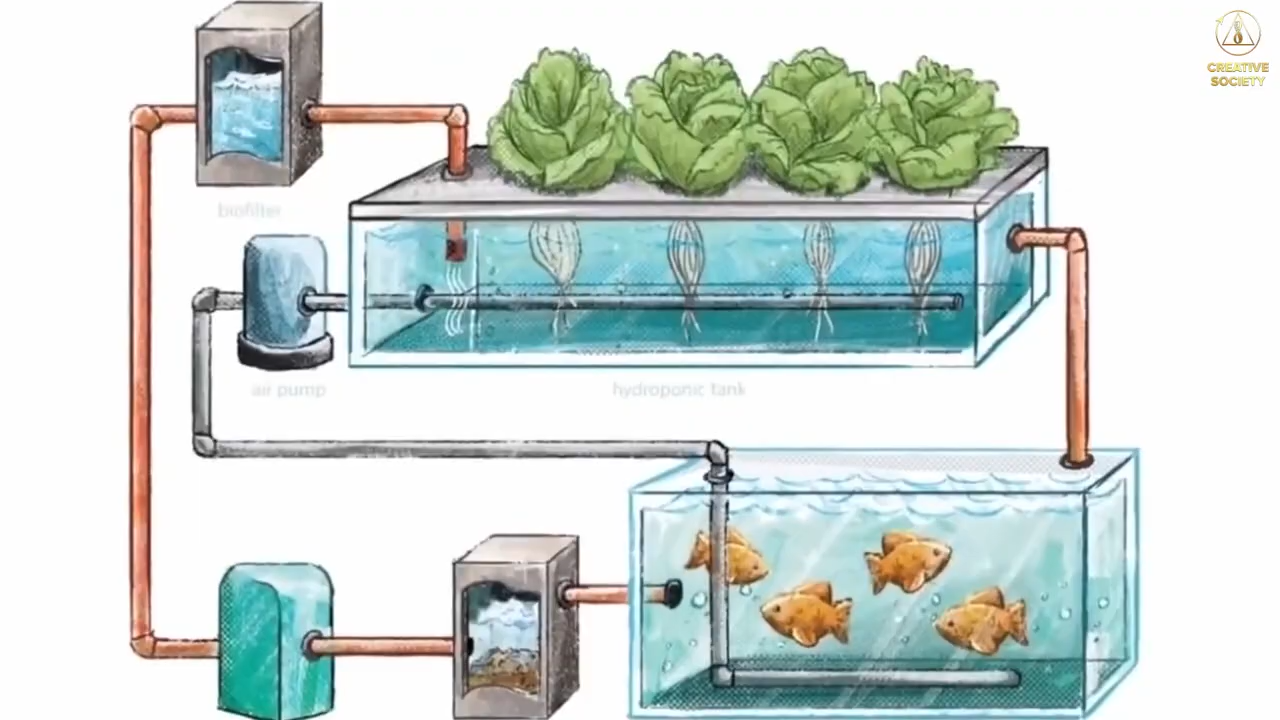 CREATIVE
SOCIETY
biofilter
air pump
hydroponic tank